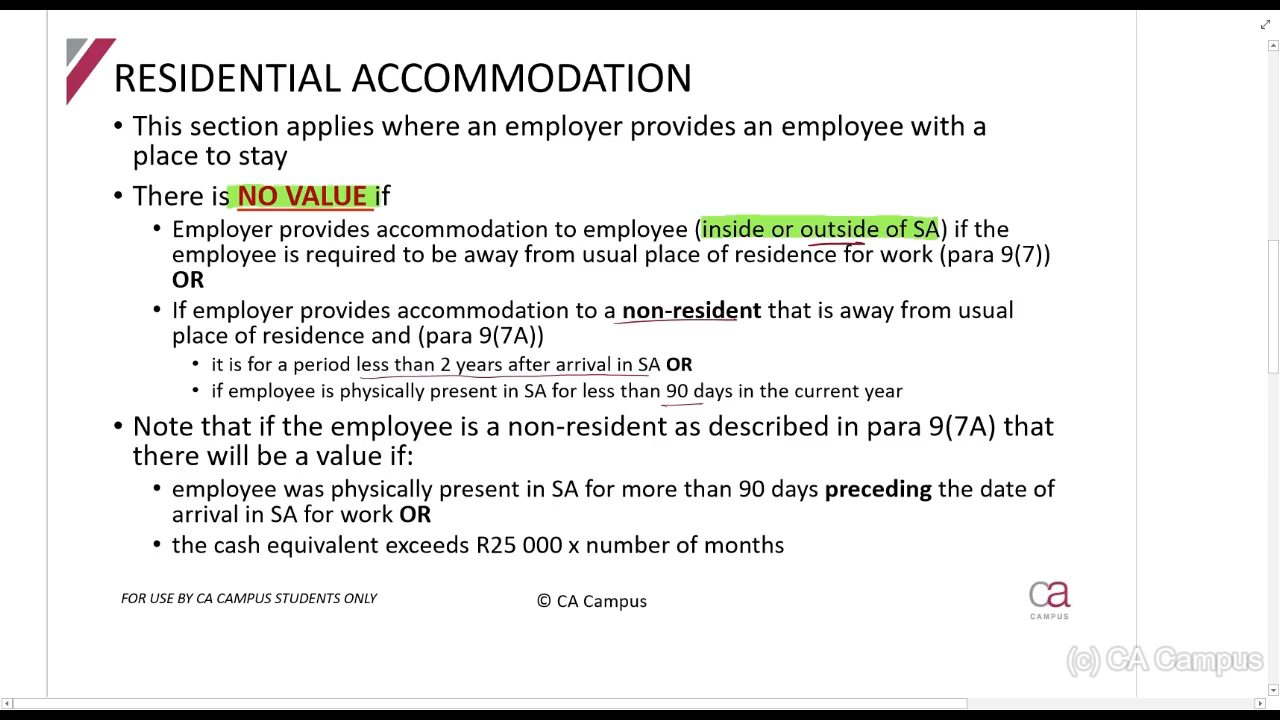 RESIDENTIAL ACCOMMODATION
• This section applies where an employer provides an employee with a
place to stay
• There is NO VALUE if
• Employer provides accommodation to employee (inside or outside of SA) if the
employee is required to be away from usual place of residence for work (para 9(7))
OR
• If employer provides accommodation to a non-resident that is away from usual
place of residence and (para 9(7A))
• it is for a period less than 2 years after arrival in SA OR
• if employee is physically present in SA for less than 90 days in the current year
• Note that if the employee is a non-resident as described in para 9(7A) that
there will be a value if:
• employee was physically present in SA for more than 90 days preceding the date of
arrival in SA for work OR
• the cash equivalent exceeds R25 000 x number of months
FOR USE BY CA CAMPUS STUDENTS ONLY
© CA Campus
ca
CAMPUS
(c) CA Campus